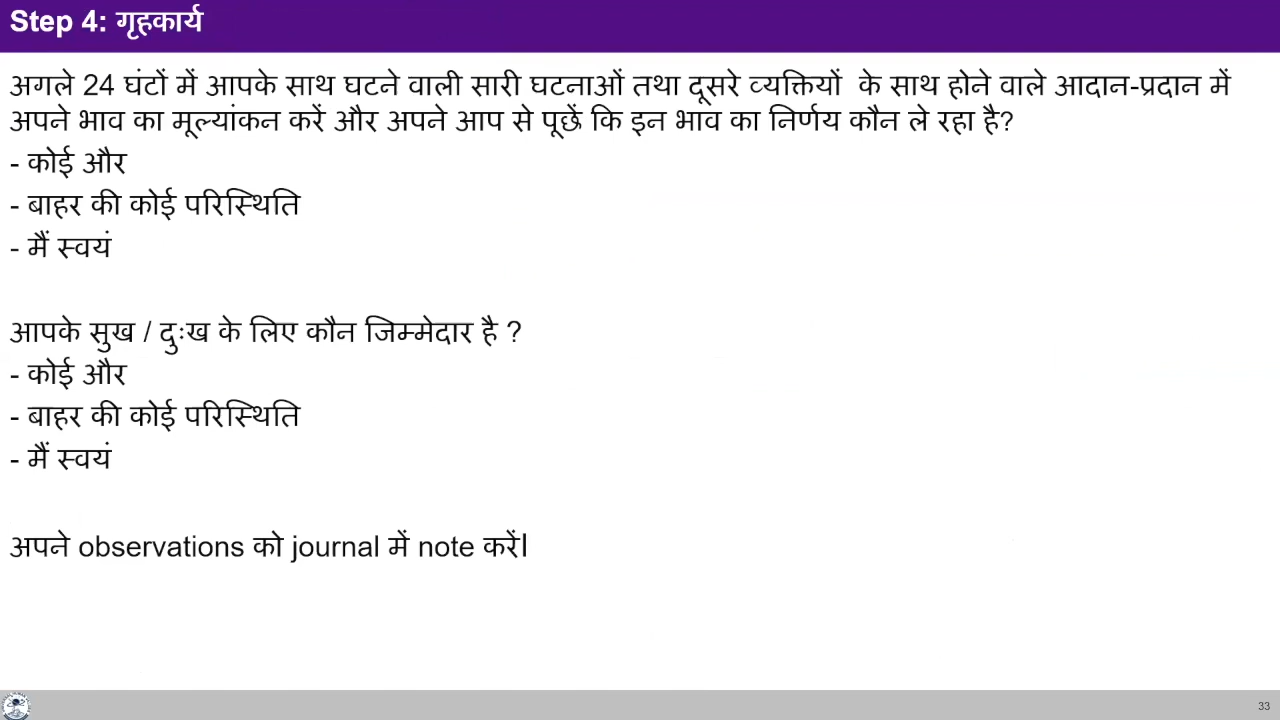 Step 4: गृहकार्य
अगले 24 घंटों में आपके साथ घटने वाली सारी घटनाओं तथा दूसरे व्यक्तियों के साथ होने वाले आदान-प्रदान में
अपने भाव का मूल्यांकन करें और अपने आप से पूछें कि इन भाव का निर्णय कौन ले रहा है?
- कोई और
- बाहर की कोई परिस्थिति
- मैं स्वयं
आपके सुख / दुःख के लिए कौन जिम्मेदार है ?
- कोई और
- बाहर की कोई परिस्थिति
- मैं स्वयं
अपने observations को journal में note करें।
33